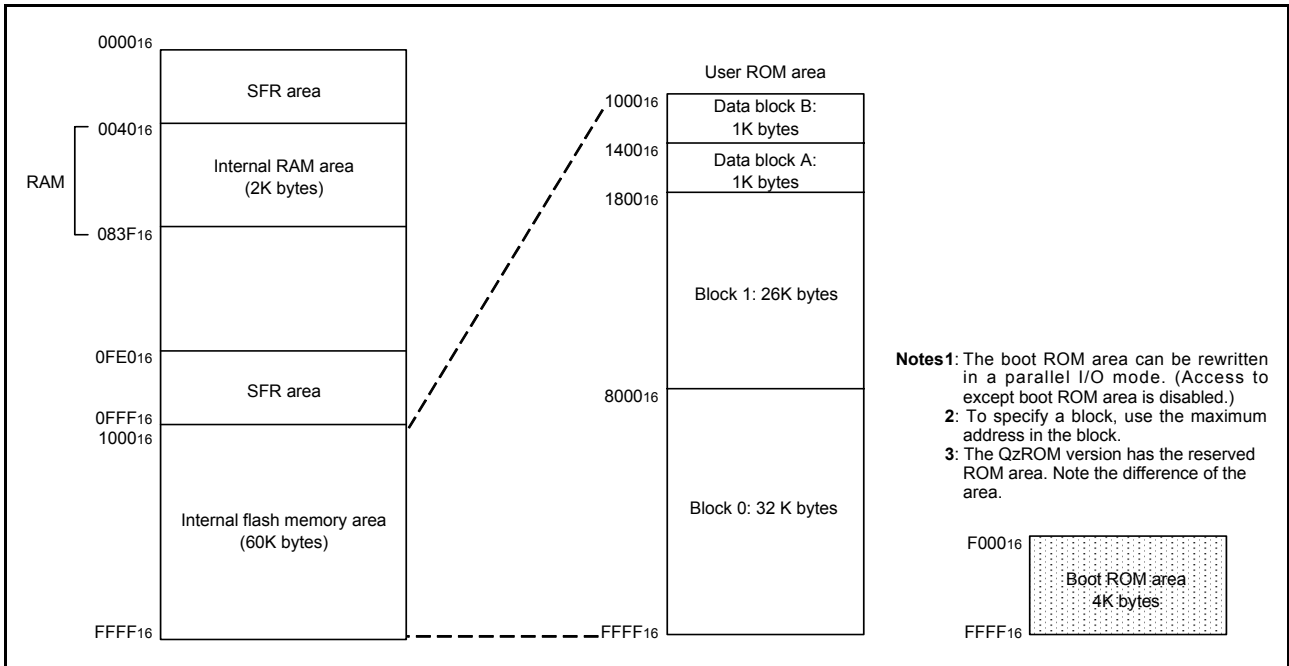 000016
SFR area
004016
RAM
Internal RAM area
(2K bytes)
083F16
0FE016
SFR area
0FFF16
100016
Internal flash memory area
(60K bytes)
FFFF16
User ROM area
100016
Data block B:
1K bytes
140016
Data block A:
1K bytes
180016
Block 1: 26K bytes
800016
Block 0: 32 K bytes
FFFF16
Notes1: The boot ROM area can be rewritten
in a parallel I/O mode. (Access to
except boot ROM area is disabled.)
2: To specify a block, use the maximum
address in the block.
3: The QzROM version has the reserved
ROM area. Note the difference of the
area.
F00016
Boot ROM area
4K bytes
FFFF16